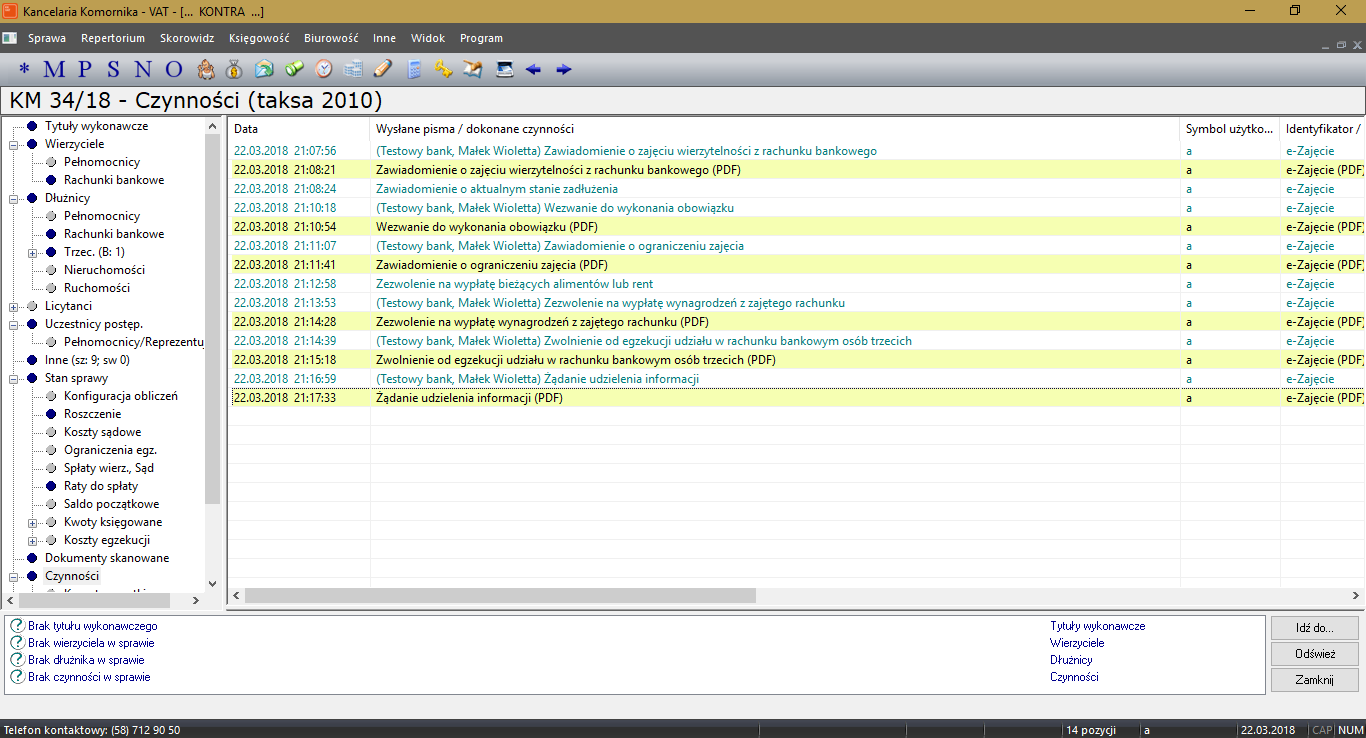 Kancelaria Komornika - VAT - [... KONTRA ...]
Sprawa Repertorium Skorowidz Księgowość Biurowość Inne Widok Program
* M P S N O
KM 34/18 - Czynności (taksa 2010)
Tytuły wykonawcze
Wierzyciele
Pełnomocnicy
Rachunki bankowe
Dłużnicy
Pełnomocnicy
Rachunki bankowe
Trzec. (B: 1)
Nieruchomości
Ruchomości
Licytanci
Uczestnicy postęp.
Pełnomocnicy/Reprezentuj
Inne (sz: 9; sw 0)
Stan sprawy
Konfiguracja obliczeń
Roszczenie
Koszty sądowe
Ograniczenia egz.
Spłaty wierz., Sąd
Raty do spłaty
Saldo początkowe
Kwoty księgowane
Koszty egzekucji
Dokumenty skanowane
Czynności
Data Wysłane pisma / dokonane czynności Symbol użytko... Identyfikator /
22.03.2018 21:07:56 (Testowy bank, Małek Wioletta) Zawiadomienie o zajęciu wierzytelności z rachunku bankowego a e-Zajęcie
22.03.2018 21:08:21 Zawiadomienie o zajęciu wierzytelności z rachunku bankowego (PDF) a e-Zajęcie (PDF)
22.03.2018 21:08:24 Zawiadomienie o aktualnym stanie zadłużenia a e-Zajęcie
22.03.2018 21:10:18 (Testowy bank, Małek Wioletta) Wezwanie do wykonania obowiązku a e-Zajęcie
22.03.2018 21:10:54 Wezwanie do wykonania obowiązku (PDF) a e-Zajęcie (PDF)
22.03.2018 21:11:07 (Testowy bank, Małek Wioletta) Zawiadomienie o ograniczeniu zajęcia a e-Zajęcie
22.03.2018 21:11:41 Zawiadomienie o ograniczeniu zajęcia (PDF) a e-Zajęcie (PDF)
22.03.2018 21:12:58 Zezwolenie na wypłatę bieżących alimentów lub rent a e-Zajęcie
22.03.2018 21:13:53 (Testowy bank, Małek Wioletta) Zezwolenie na wypłatę wynagrodzeń z zajętego rachunku a e-Zajęcie
22.03.2018 21:14:28 Zezwolenie na wypłatę wynagrodzeń z zajętego rachunku (PDF) a e-Zajęcie (PDF)
22.03.2018 21:14:39 (Testowy bank, Małek Wioletta) Zwolnienie od egzekucji udziału w rachunku bankowym osób trzecich a e-Zajęcie
22.03.2018 21:15:18 Zwolnienie od egzekucji udziału w rachunku bankowym osób trzecich (PDF) a e-Zajęcie (PDF)
22.03.2018 21:16:59 (Testowy bank, Małek Wioletta) Żądanie udzielenia informacji a e-Zajęcie
22.03.2018 21:17:33 Żądanie udzielenia informacji (PDF) a e-Zajęcie (PDF)
Brak tytułu wykonawczego Tytuły wykonawcze
Brak wierzyciela w sprawie Wierzyciele
Brak dłużnika w sprawie Dłużnicy
Brak czynności w sprawie Czynności
Idź do...
Odśwież
Zamknij
Telefon kontaktowy: (58) 712 90 50 14 pozycji a 22.03.2018 CAP NUM